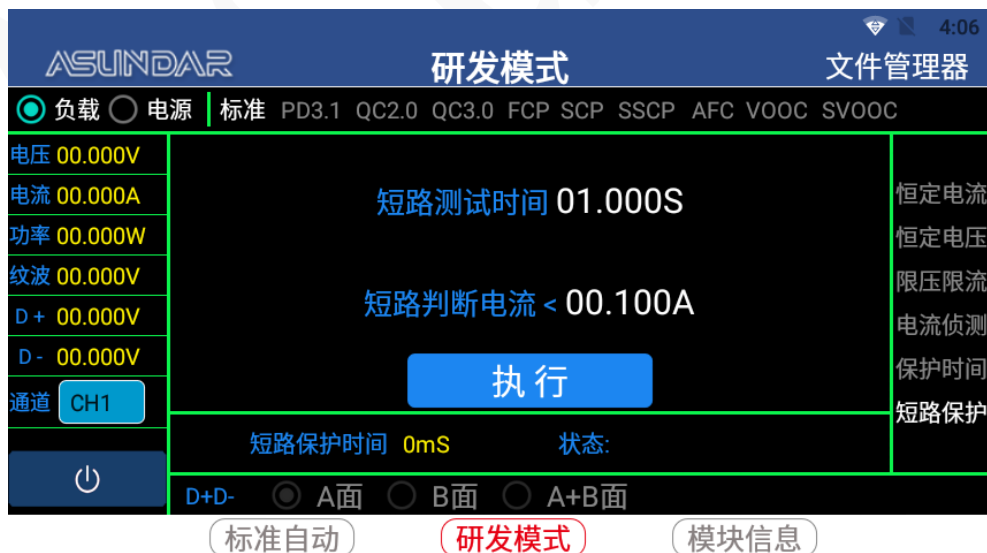 4:06
ASUNDAR 研发模式 文件管理器
负载 电源 标准 PD3.1 QC2.0 QC3.0 FCP SCP SSCP AFC VOOC SVOOC
电压 00.000V
电流 00.000A
功率 00.000W
纹波 00.000V
D+ 00.000V
D- 00.000V
通道 CH1
短路测试时间 01.000S
短路判断电流 < 00.100A
执行
短路保护时间 0mS 状态:
D+D- A面 B面 A+B面
恒定电流
恒定电压
限压限流
电流侦测
保护时间
短路保护
标准自动 研发模式 模块信息